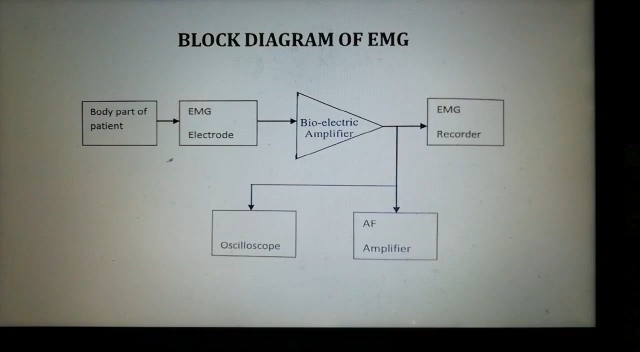 BLOCK DIAGRAM OF EMG
Body part of
patient
EMG
Electrode
Bio-electric
Amplifier
EMG
Recorder
Oscilloscope
AF
Amplifier